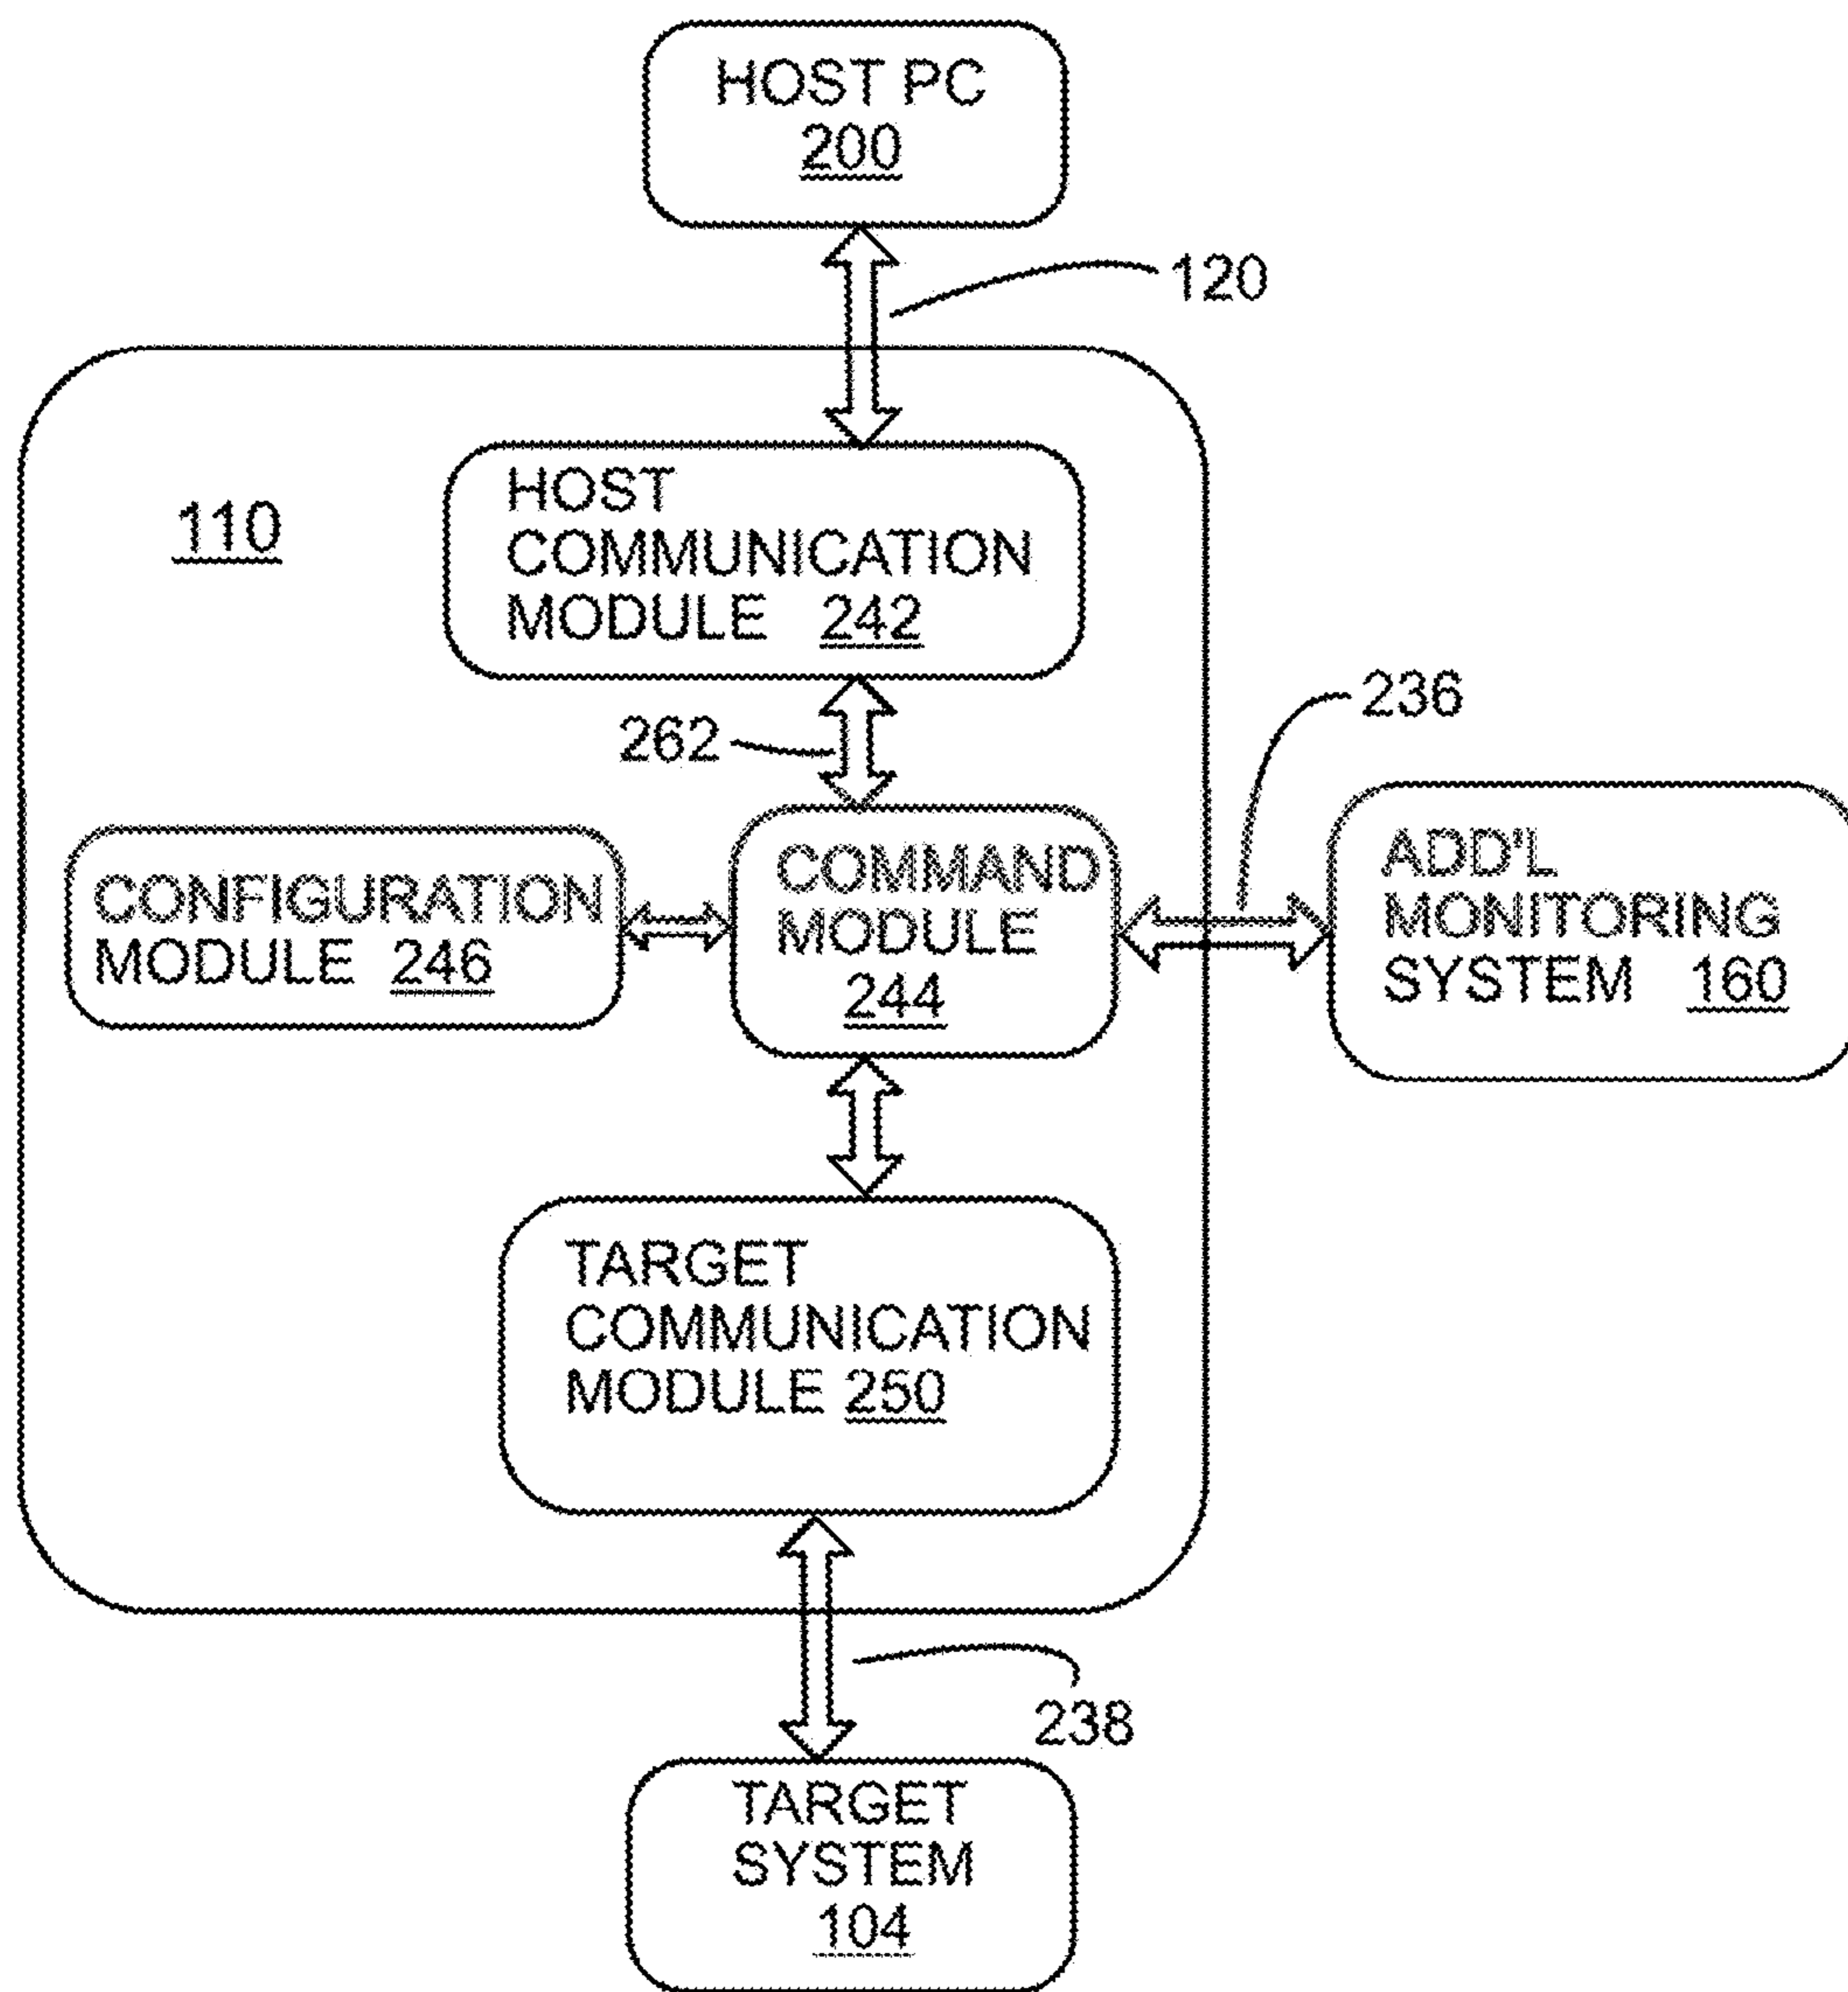 HOST PC
200
120
110
HOST
COMMUNICATION
MODULE 242
262
236
CONFIGURATION
MODULE 246
COMMAND
MODULE
244
ADD'L
MONITORING
SYSTEM 160
TARGET
COMMUNICATION
MODULE 250
238
TARGET
SYSTEM
104